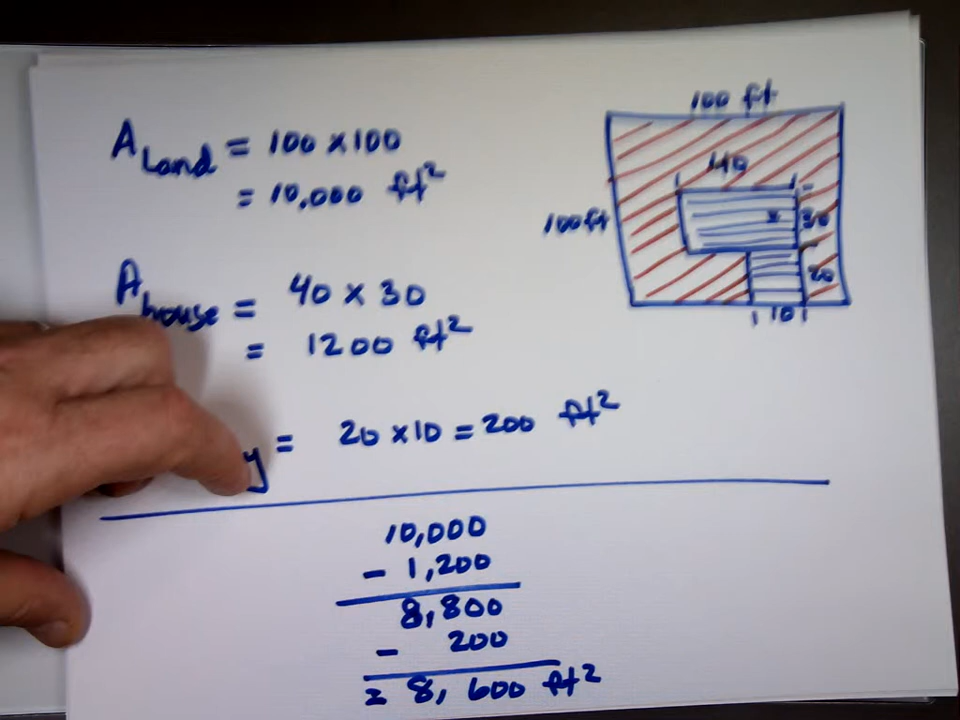 A Land = 100 x 100
= 10,000 ft²
A house = 40 x 30
= 1200 ft²
y = 20 x 10 = 200 ft²
10,000
- 1,200
8,800
- 200
= 8,600 ft²
100 ft
40
100 ft
x
30
20
10